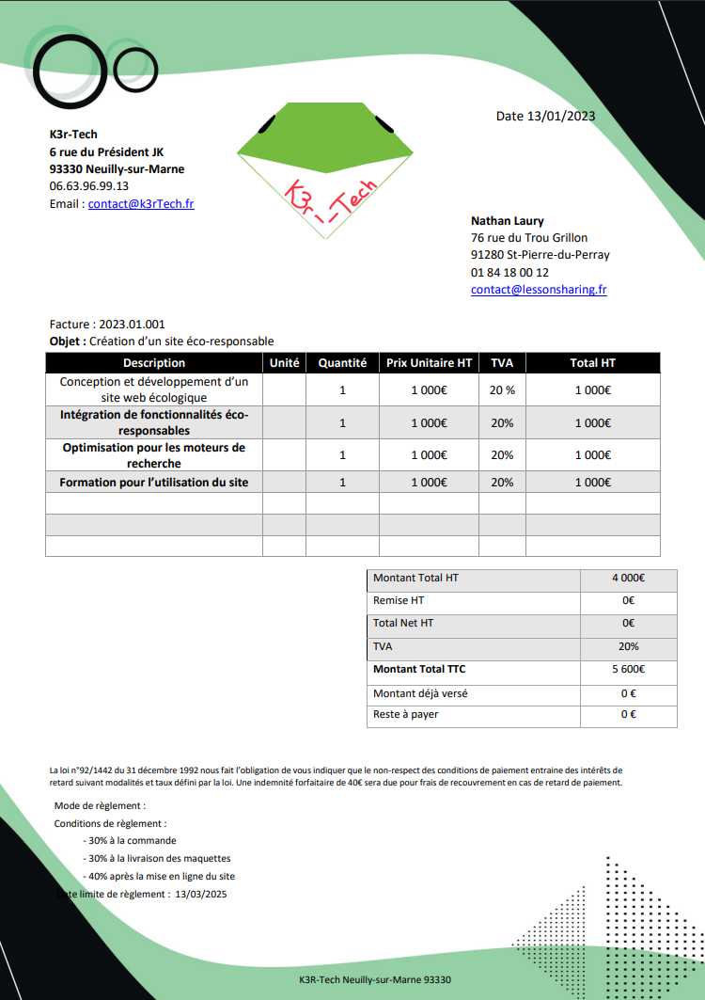 Date 13/01/2023
K3r-Tech
6 rue du Président JK
93330 Neuilly-sur-Marne
06.63.96.99.13
Email : contact@k3rTech.fr
K3r-Tech
Nathan Laury
76 rue du Trou Grillon
91280 St-Pierre-du-Perray
01 84 18 00 12
contact@lessonsharing.fr
Facture : 2023.01.001
Objet : Création d’un site éco-responsable
Description Unité Quantité Prix Unitaire HT TVA Total HT
Conception et développement d’un
site web écologique 1 1 000€ 20 % 1 000€
Intégration de fonctionnalités éco-
responsables 1 1 000€ 20% 1 000€
Optimisation pour les moteurs de
recherche 1 1 000€ 20% 1 000€
Formation pour l’utilisation du site 1 1 000€ 20% 1 000€
Montant Total HT 4 000€
Remise HT 0€
Total Net HT 0€
TVA 20%
Montant Total TTC 5 600€
Montant déjà versé 0 €
Reste à payer 0 €
La loi n°92/1442 du 31 décembre 1992 nous fait l’obligation de vous indiquer que le non-respect des conditions de paiement entraine des intérêts de
retard suivant modalités et taux défini par la loi. Une indemnité forfaitaire de 40€ sera due pour frais de recouvrement en cas de retard de paiement.
Mode de règlement :
Conditions de règlement :
- 30% à la commande
- 30% à la livraison des maquettes
- 40% après la mise en ligne du site
Date limite de règlement : 13/03/2025
K3R-Tech Neuilly-sur-Marne 93330